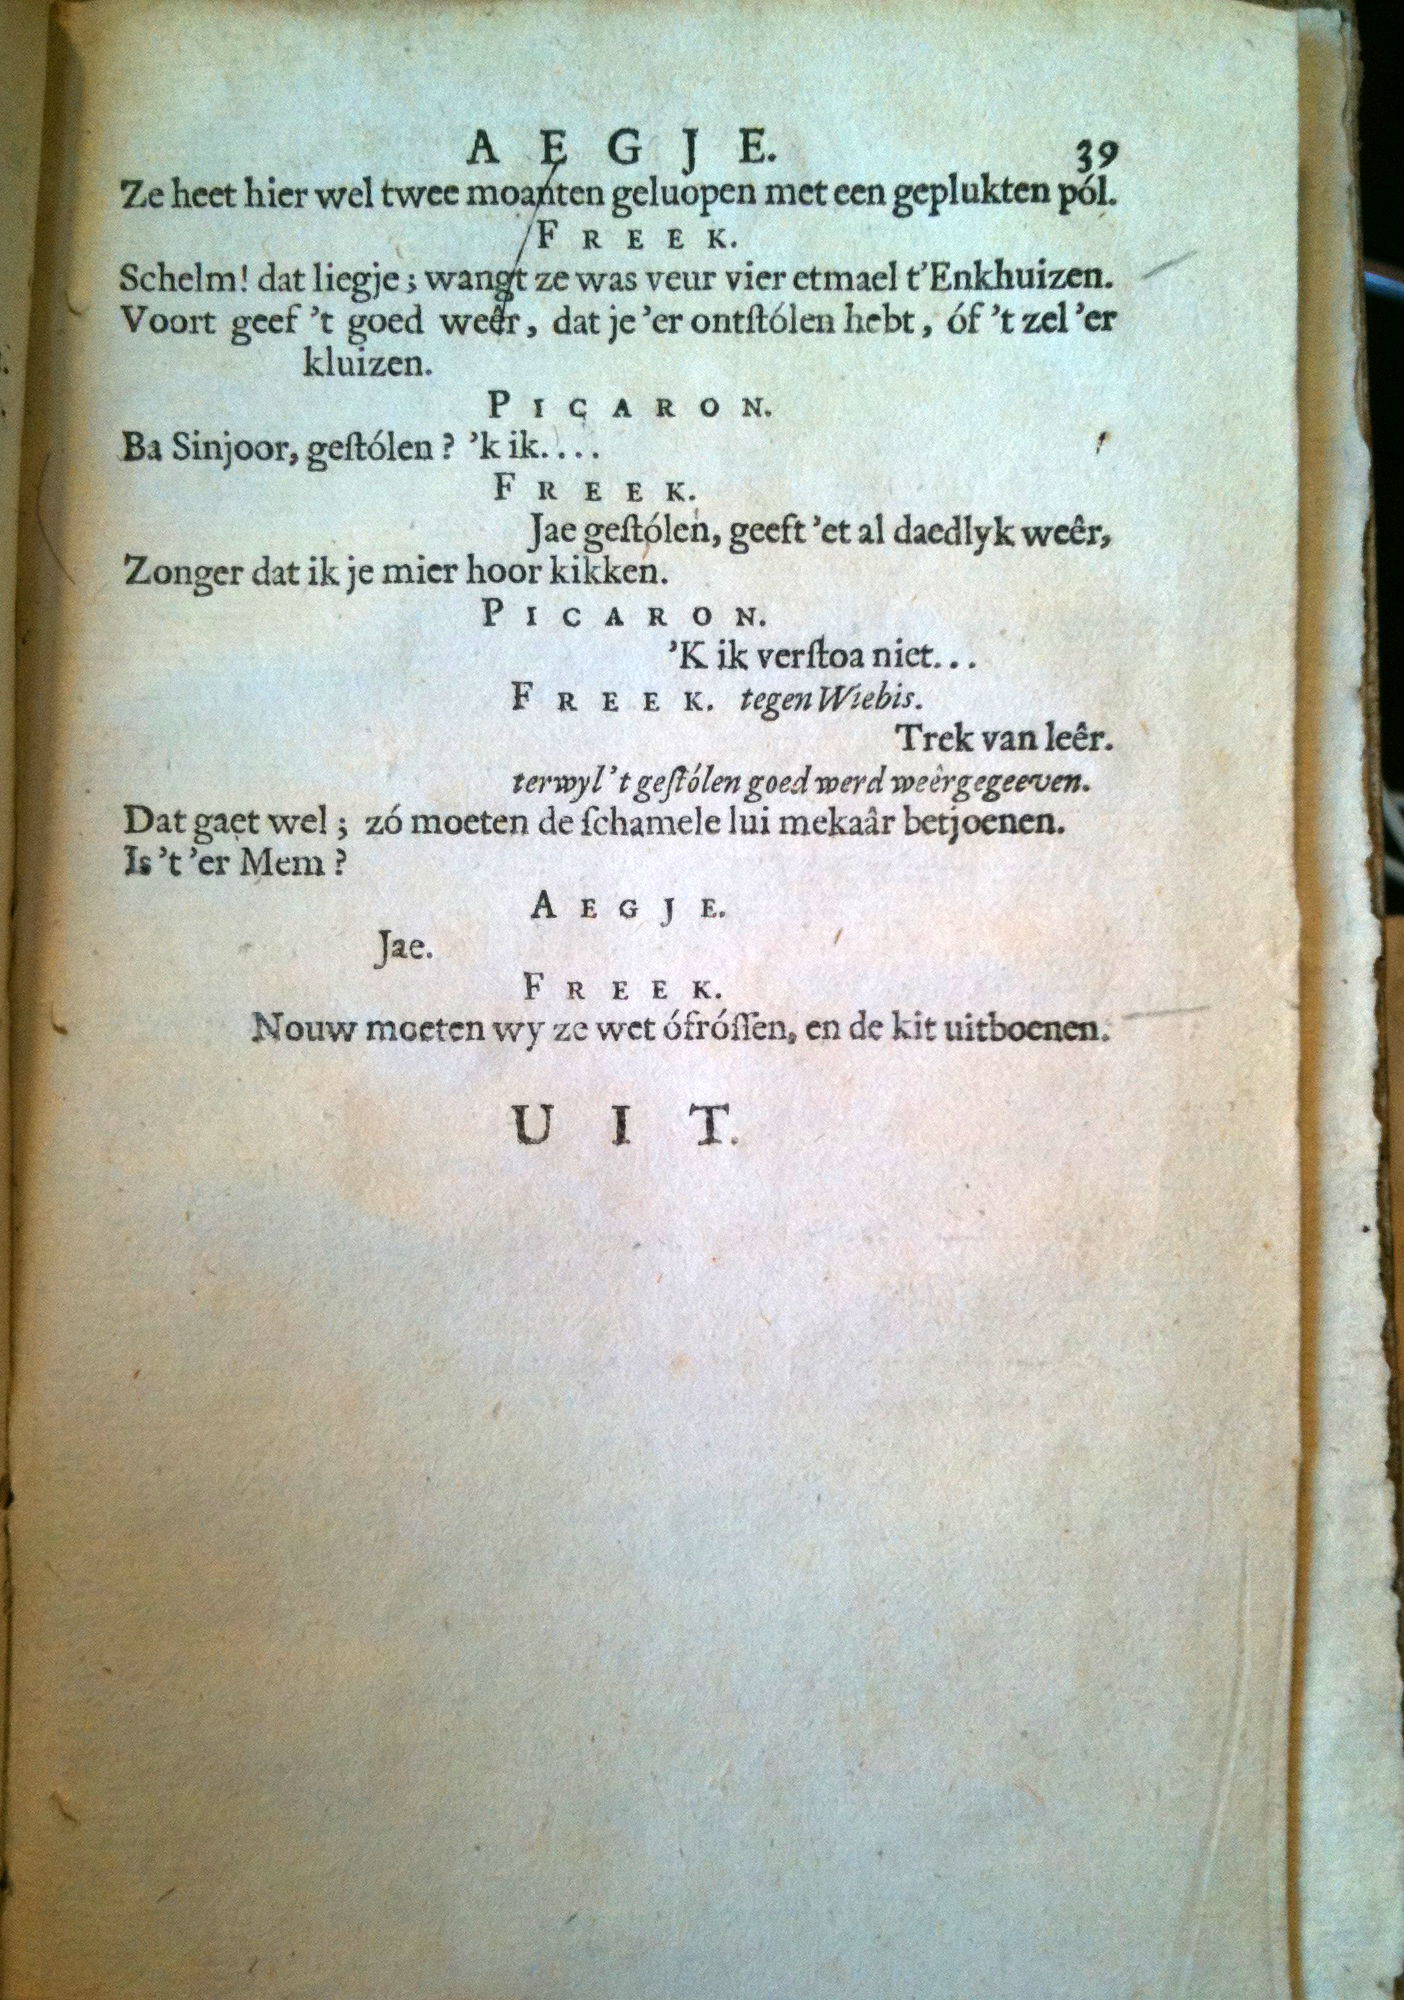 AEGJE. 39
Ze heet hier wel twee moanten geluopen met een geplukten pól.
FREEK.
Schelm! dat liegje; wangt ze was veur vier etmael t'Enkhuizen.
Voort geef 't goed weêr, dat je 'er ontſtólen hebt, óf 't zel 'er
kluizen.
PICARON.
Ba Sinjoor, geſtólen? 'k ik....
FREEK.
Jae geſtólen, geeft 'et al daedlyk weêr,
Zonger dat ik je mier hoor kikken.
PICARON.
'K ik verſtoa niet...
FREEK. tegen Wiebis.
Trek van leêr.
terwyl 't geſtólen goed werd weêrgegeeven.
Dat gaet wel; zó moeten de ſchamele lui mekaâr betjoenen.
Is 't 'er Mem?
AEGJE.
Jae.
FREEK.
Nouw moeten wy ze wet ófróſſen, en de kit uitboenen.
UIT.